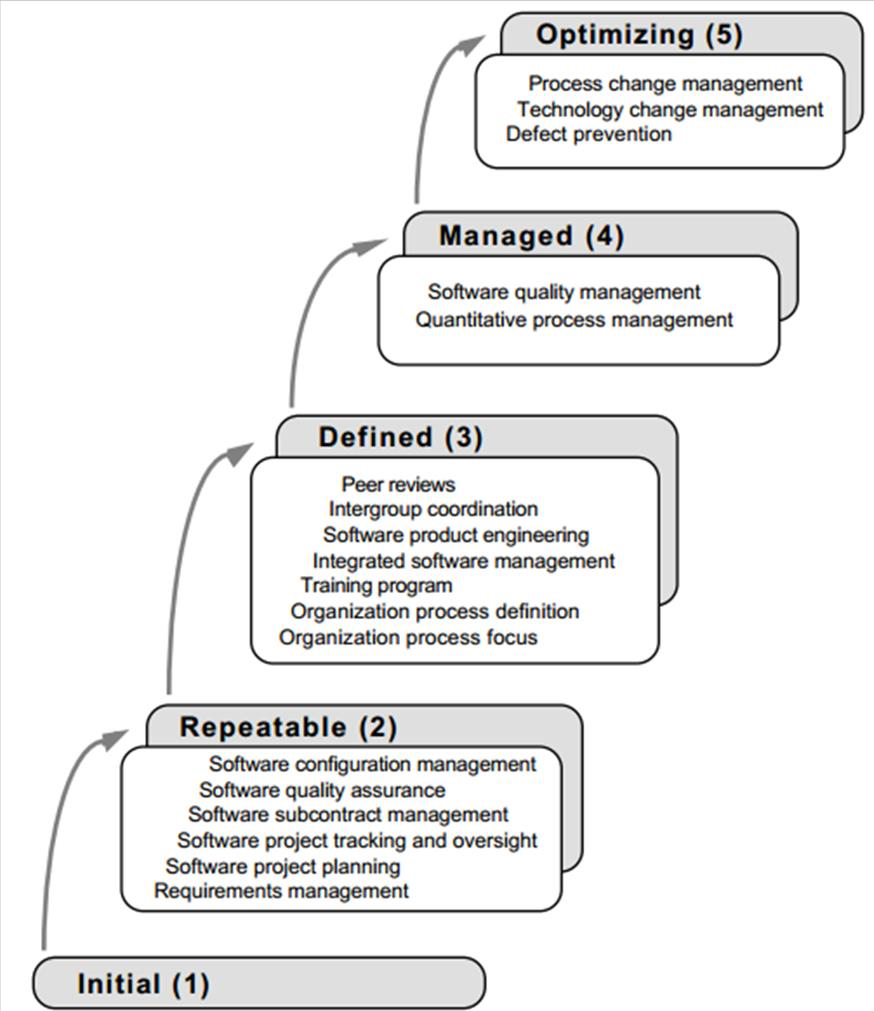 Optimizing (5)
Process change management
Technology change management
Defect prevention
Managed (4)
Software quality management
Quantitative process management
Defined (3)
Peer reviews
Intergroup coordination
Software product engineering
Integrated software management
Training program
Organization process definition
Organization process focus
Repeatable (2)
Software configuration management
Software quality assurance
Software subcontract management
Software project tracking and oversight
Software project planning
Requirements management
Initial (1)